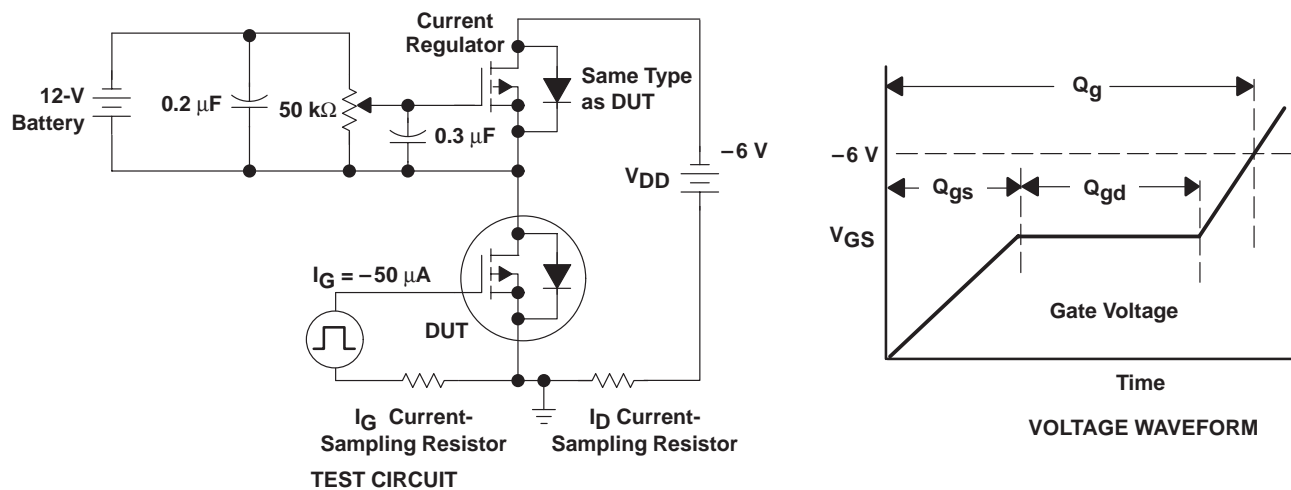 Current
Regulator
Same Type
as DUT
12-V
Battery
0.2 μF
50 kΩ
0.3 μF
−6 V
VDD
IG = −50 μA
DUT
IG Current-
Sampling Resistor
ID Current-
Sampling Resistor
TEST CIRCUIT
Qg
−6 V
Qgs
Qgd
VGS
Gate Voltage
Time
VOLTAGE WAVEFORM